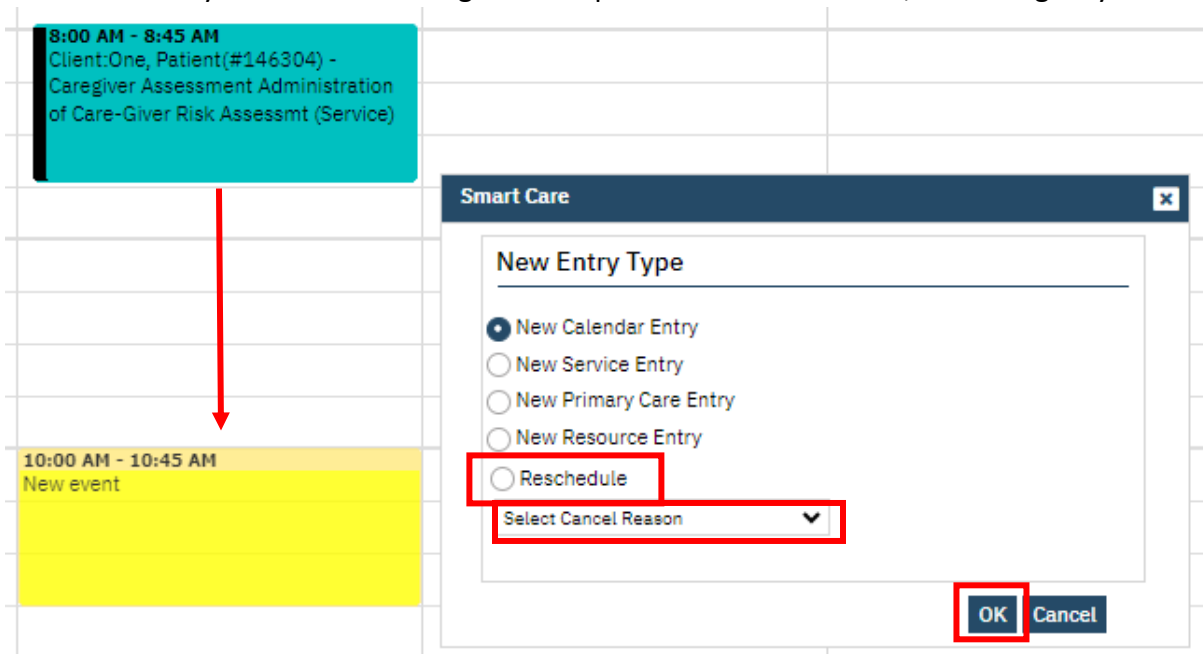 8:00 AM - 8:45 AM
Client:One, Patient(#146304) -
Caregiver Assessment Administration
of Care-Giver Risk Assessmt (Service)
Smart Care
New Entry Type
New Calendar Entry
New Service Entry
New Primary Care Entry
New Resource Entry
Reschedule
Select Cancel Reason
OK Cancel
10:00 AM - 10:45 AM
New event